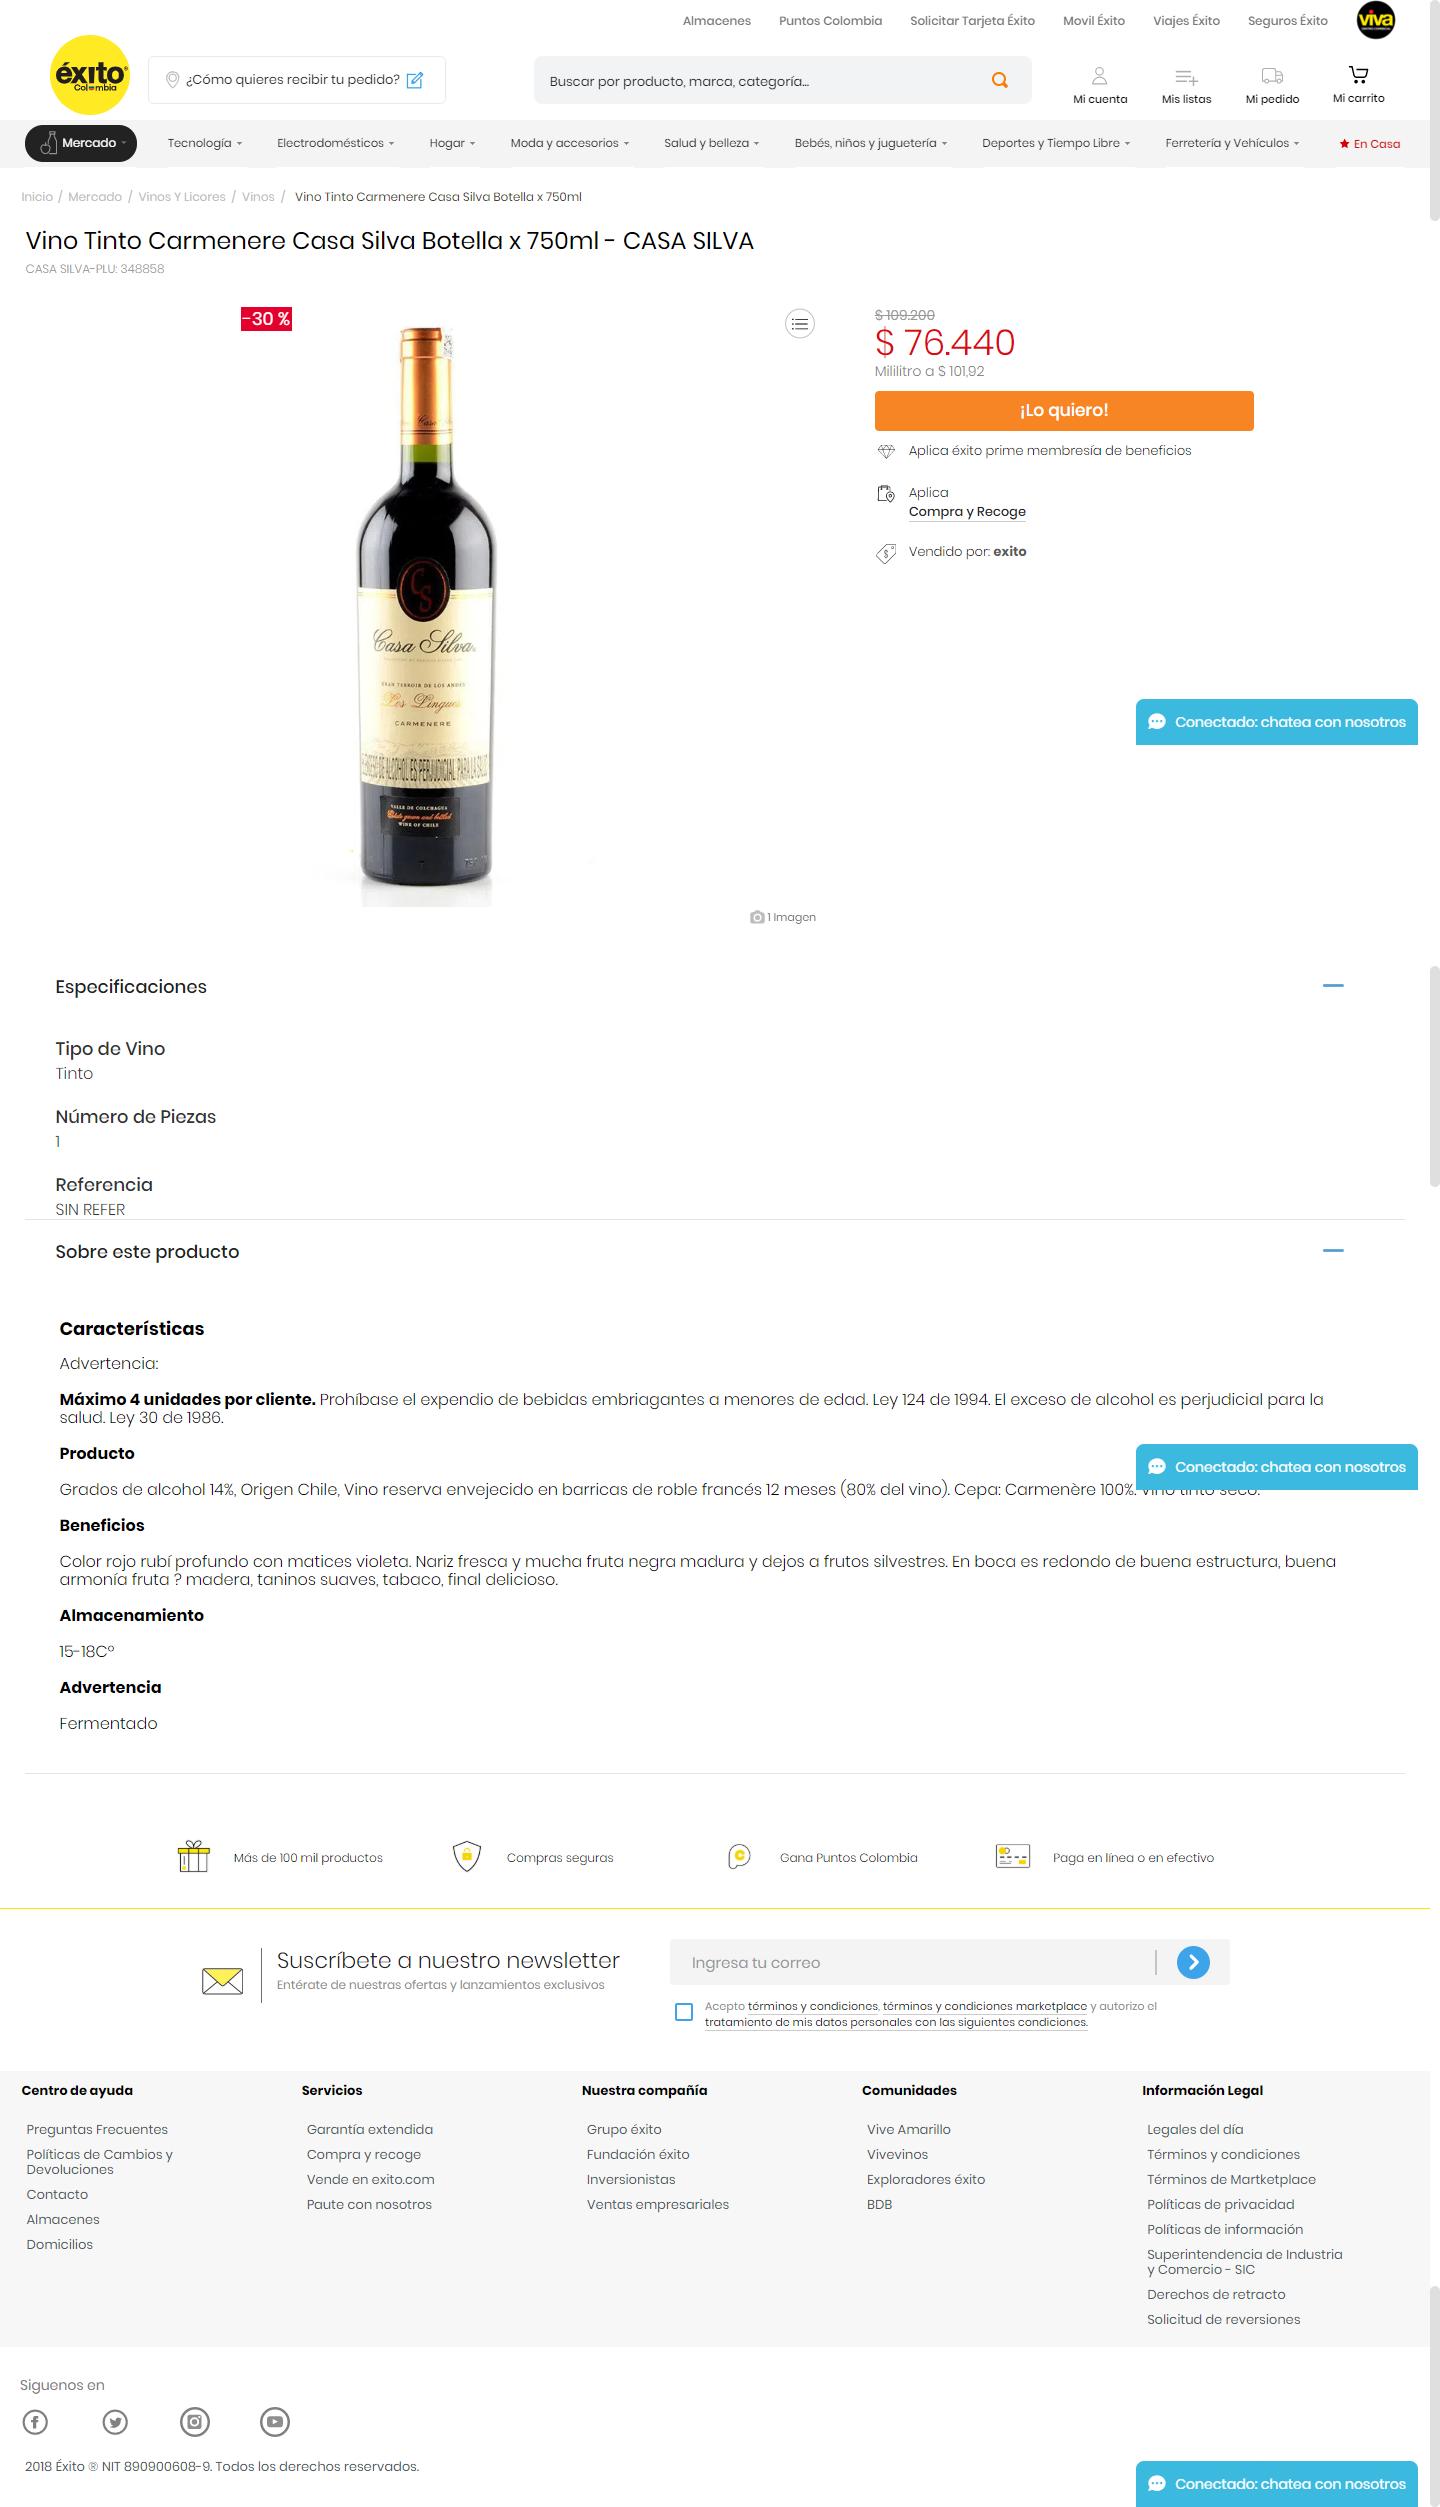 Almacenes Puntos Colombia Solicitar Tarjeta Éxito Movil Éxito Viajes Éxito Seguros Éxito viva
éxito
Colombia
¿Cómo quieres recibir tu pedido?
Buscar por producto, marca, categoría...
Mi cuenta Mis listas Mi pedido Mi carrito
Mercado Tecnología Electrodomésticos Hogar Moda y accesorios Salud y belleza Bebés, niños y juguetería Deportes y Tiempo Libre Ferretería y Vehículos En Casa
Inicio / Mercado / Vinos Y Licores / Vinos / Vino Tinto Carmenere Casa Silva Botella x 750ml
Vino Tinto Carmenere Casa Silva Botella x 750ml - CASA SILVA
CASA SILVA-PLU: 348858
-30 %
CS
Casa Silva
GRAN TERROIR DE LOS ANDES
Los Lingues
CARMENERE
EL EXCESO DE ALCOHOL ES PERJUDICIAL PARA LA SALUD
VALLE DE COLCHAGUA
Estate grown and bottled
WINE OF CHILE
1 Imagen
$ 109.200
$ 76.440
Mililitro a $ 101,92
¡Lo quiero!
Aplica éxito prime membresía de beneficios
Aplica
Compra y Recoge
Vendido por: exito
Conectado: chatea con nosotros
Especificaciones
Tipo de Vino
Tinto
Número de Piezas
1
Referencia
SIN REFER
Sobre este producto
Características
Advertencia:
Máximo 4 unidades por cliente. Prohíbase el expendio de bebidas embriagantes a menores de edad. Ley 124 de 1994. El exceso de alcohol es perjudicial para la
salud. Ley 30 de 1986.
Producto
Conectado: chatea con nosotros
Grados de alcohol 14%, Origen Chile, Vino reserva envejecido en barricas de roble francés 12 meses (80% del vino). Cepa: Carmenère 100%. Vino tinto seco.
Beneficios
Color rojo rubí profundo con matices violeta. Nariz fresca y mucha fruta negra madura y dejos a frutos silvestres. En boca es redondo de buena estructura, buena
armonía fruta ? madera, taninos suaves, tabaco, final delicioso.
Almacenamiento
15-18Cº
Advertencia
Fermentado
Más de 100 mil productos Compras seguras Gana Puntos Colombia Paga en línea o en efectivo
Suscríbete a nuestro newsletter
Entérate de nuestras ofertas y lanzamientos exclusivos
Ingresa tu correo
Acepto términos y condiciones, términos y condiciones marketplace y autorizo el
tratamiento de mis datos personales con las siguientes condiciones.
Centro de ayuda
Preguntas Frecuentes
Políticas de Cambios y
Devoluciones
Contacto
Almacenes
Domicilios
Servicios
Garantía extendida
Compra y recoge
Vende en exito.com
Paute con nosotros
Nuestra compañía
Grupo éxito
Fundación éxito
Inversionistas
Ventas empresariales
Comunidades
Vive Amarillo
Vivevinos
Exploradores éxito
BDB
Información Legal
Legales del día
Términos y condiciones
Términos de Martketplace
Políticas de privacidad
Políticas de información
Superintendencia de Industria
y Comercio - SIC
Derechos de retracto
Solicitud de reversiones
Siguenos en
2018 Éxito ® NIT 890900608-9. Todos los derechos reservados.
Conectado: chatea con nosotros